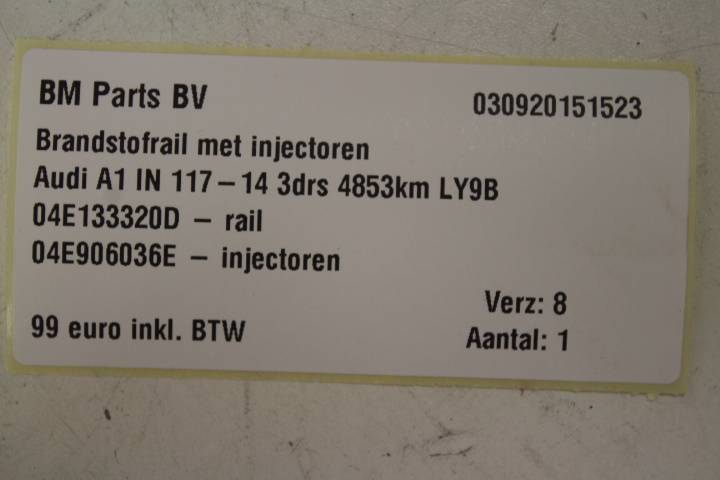 BM Parts BV 030920151523
Brandstofrail met injectoren
Audi A1 IN 117 – 14 3drs 4853km LY9B
04E133320D – rail
04E906036E – injectoren
Verz: 8
99 euro inkl. BTW Aantal: 1